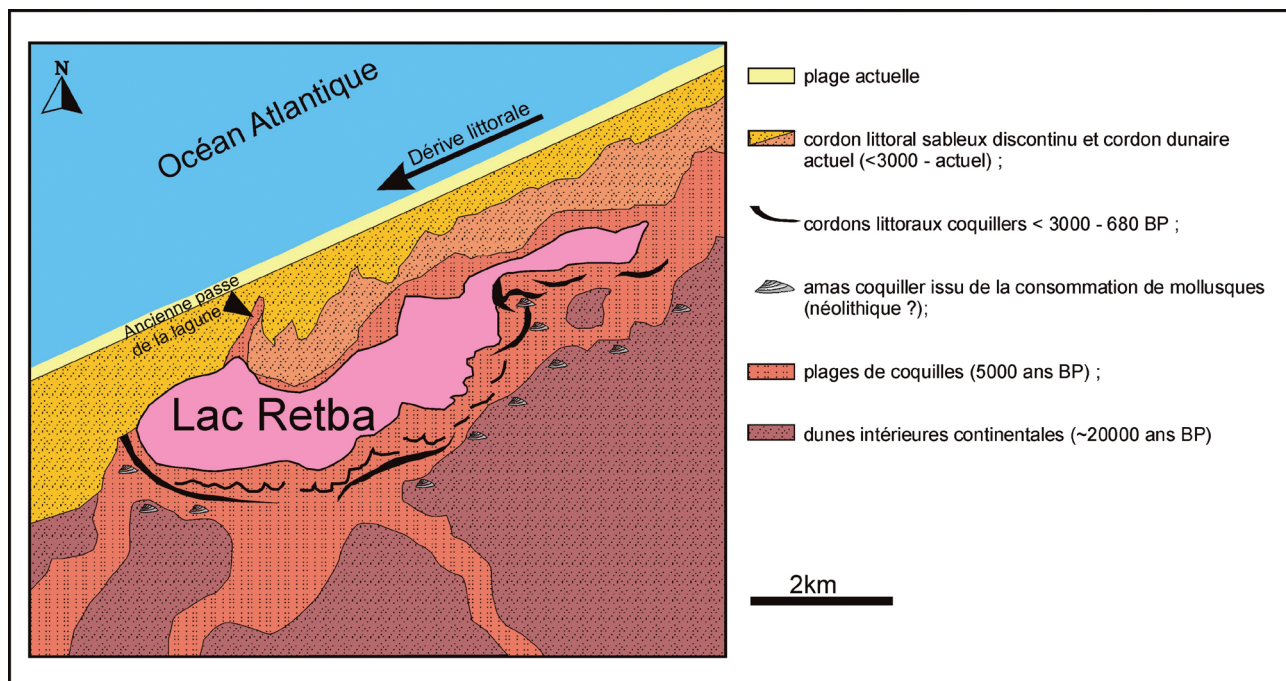 N
Océan Atlantique
Dérive littorale
Ancienne passe
de la lagune
Lac Retba
plage actuelle
cordon littoral sableux discontinu et cordon dunaire
actuel (<3000 - actuel) ;
cordons littoraux coquillers < 3000 - 680 BP ;
amas coquiller issu de la consommation de mollusques
(néolithique ?);
plages de coquilles (5000 ans BP) ;
dunes intérieures continentales (~20000 ans BP)
2km